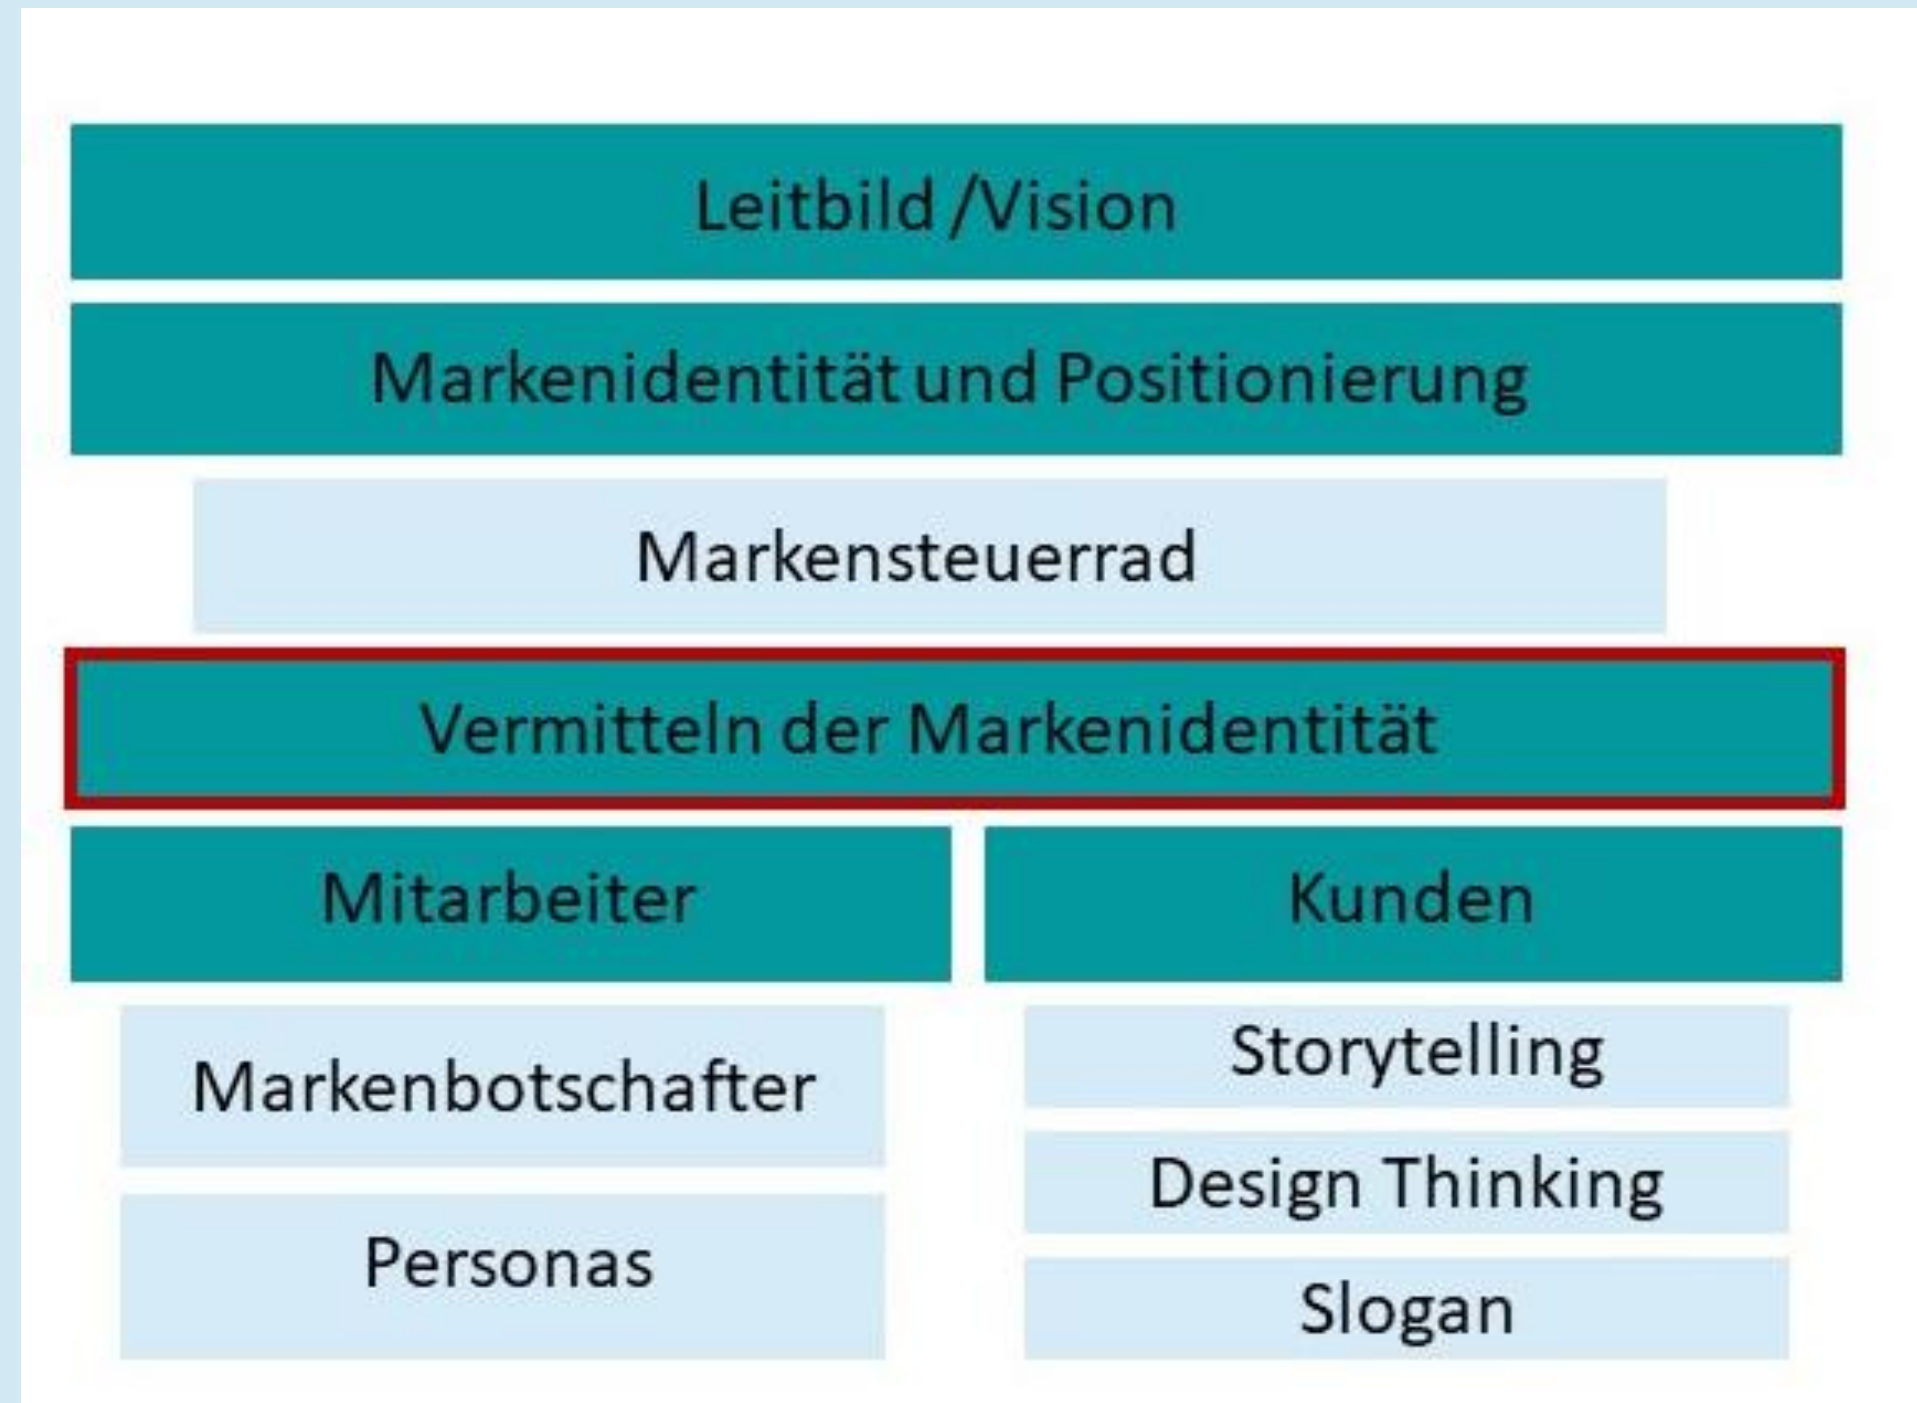 Leitbild /Vision
Markenidentität und Positionierung
Markensteuerrad
Vermitteln der Markenidentität
Mitarbeiter
Kunden
Markenbotschafter
Personas
Storytelling
Design Thinking
Slogan